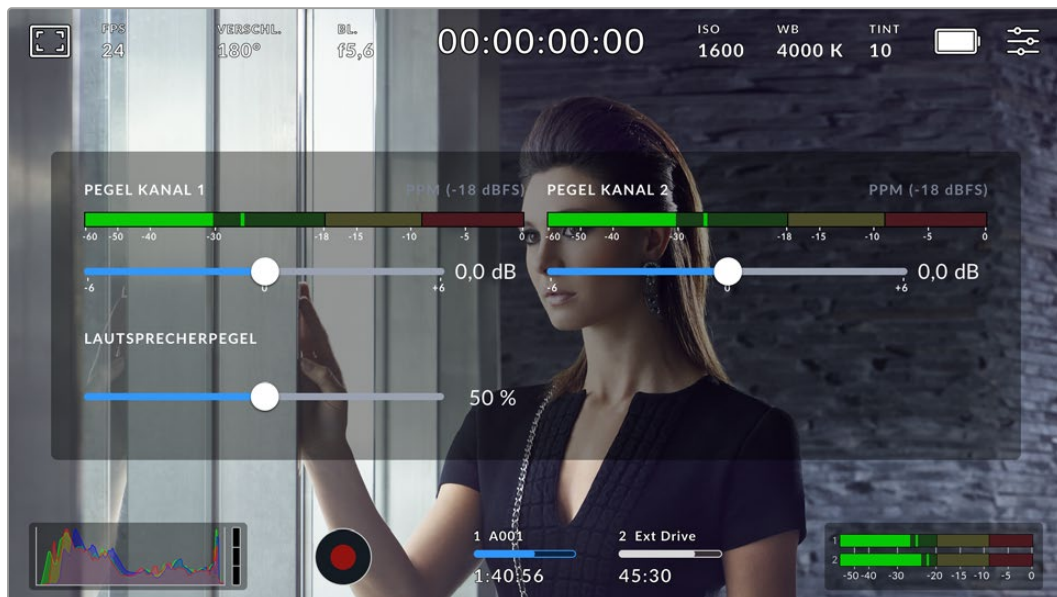 FPS VERSCHL. BL. 00:00:00:00 ISO WB TINT
24 180° f5,6 1600 4000 K 10
PEGEL KANAL 1 PPM (-18 dBFS) PEGEL KANAL 2 PPM (-18 dBFS)
-60 -50 -40 -30 -18 -15 -10 -5 0 -60 -50 -40 -30 -18 -15 -10 -5 0
0,0 dB 0,0 dB
-6 0 +6 -6 0 +6
LAUTSPRECHERPEGEL
50 %
1 A001 2 Ext Drive
1:40:56 45:30
1
2
-50 -40 -30 -20 -15 -10 -5 0